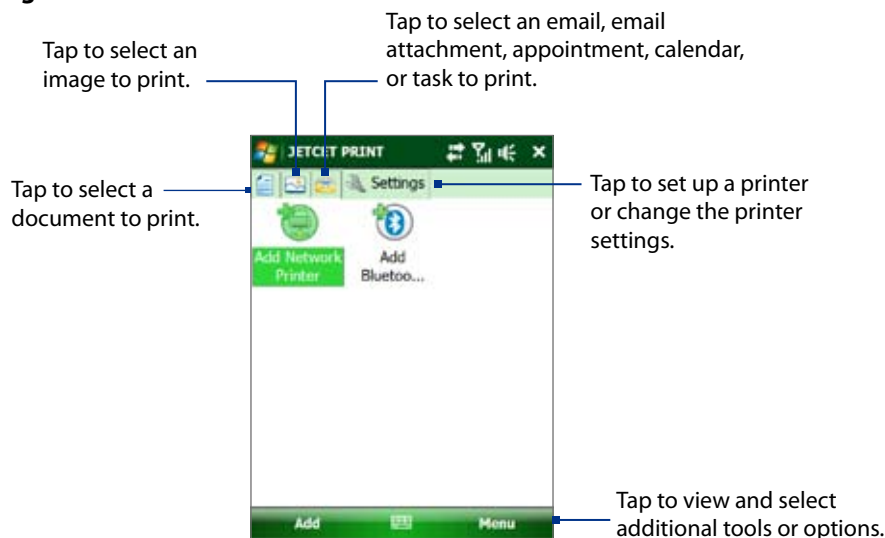 Tap to select an email, email
attachment, appointment, calendar,
or task to print.
Tap to select an
image to print.
JETCET PRINT
Settings
Tap to select a
document to print.
Tap to set up a printer
or change the printer
settings.
Add Network
Printer
Add
Bluetoo...
Add
Menu
Tap to view and select
additional tools or options.